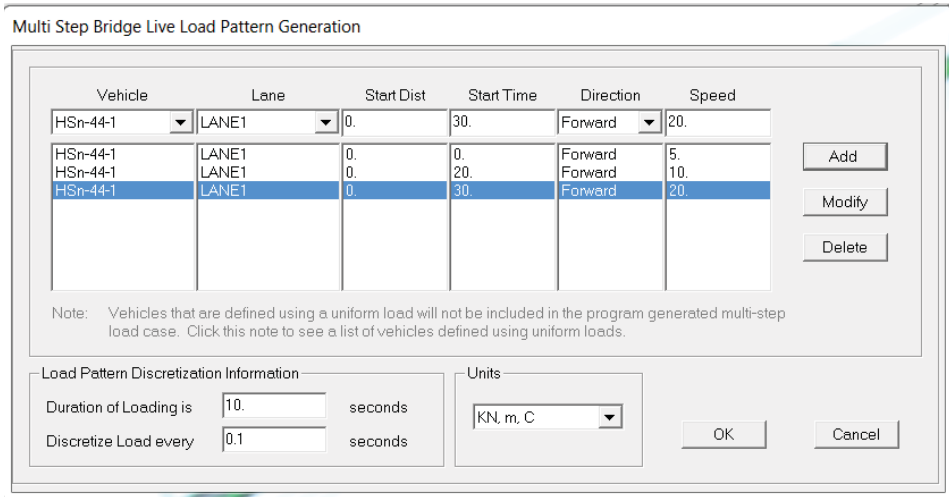 Multi Step Bridge Live Load Pattern Generation
Vehicle Lane Start Dist Start Time Direction Speed
HSn-44-1 LANE1 0. 30. Forward 20.
HSn-44-1 LANE1 0. 0. Forward 5.
HSn-44-1 LANE1 0. 20. Forward 10.
HSn-44-1 LANE1 0. 30. Forward 20.
Add
Modify
Delete
Note: Vehicles that are defined using a uniform load will not be included in the program generated multi-step
load case. Click this note to see a list of vehicles defined using uniform loads.
Load Pattern Discretization Information
Duration of Loading is 10. seconds
Discretize Load every 0.1 seconds
Units
KN, m, C
OK Cancel